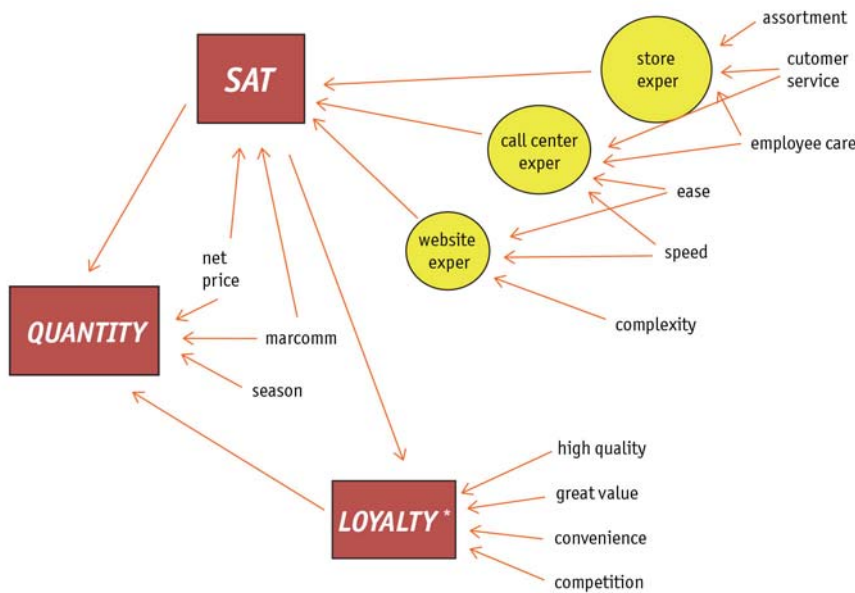 assortment
SAT
store
exper
cutomer
service
call center
exper
employee care
ease
website
exper
speed
net
price
complexity
QUANTITY
marcomm
season
high quality
great value
LOYALTY *
convenience
competition